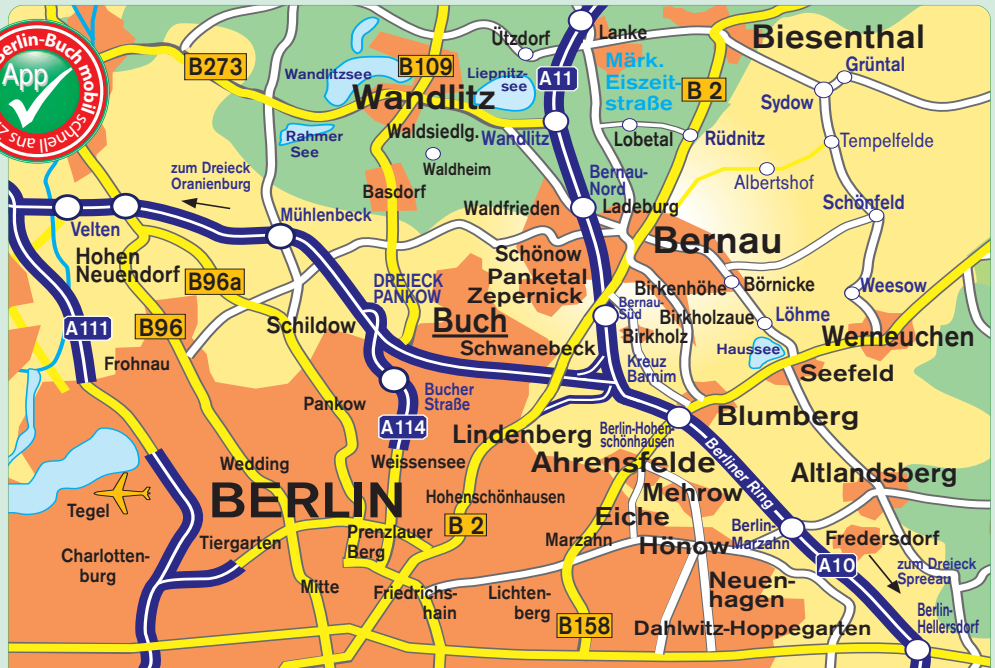 Berlin-Buch mobil schnell ans Z
App
B273
Wandlitzsee
B109
Ützdorf
Liepnitz-
see
Lanke
A11
Märk.
Eiszeit-
straße
B 2
Biesenthal
Grüntal
Sydow
Wandlitz
Rahmer
See
Waldsiedlg.
Wandlitz
Waldheim
Lobetal
Rüdnitz
Tempelfelde
Albertshof
zum Dreieck
Oranienburg
Basdorf
Bernau-
Nord
Waldfrieden
Ladeburg
Schönfeld
Velten
Mühlenbeck
Hohen
Neuendorf
B96a
Schönow
Panketal
Zepernick
Bernau
DREIECK
PANKOW
Birkenhöhe
Börnicke
Weesow
Bernau-
Süd
Birkholzaue
Löhme
A111
B96
Schildow
Buch
Birkholz
Werneuchen
Schwanebeck
Haussee
Frohnau
Kreuz
Barnim
Seefeld
Pankow
Bucher
Straße
A114
Blumberg
Lindenberg
Berlin-Hohen-
schönhausen
Weissensee
Ahrensfelde
Berliner Ring
Wedding
Altlandsberg
BERLIN
Hohenschönhausen
Mehrow
Tegel
Eiche
B 2
Prenzlauer
Berg
Tiergarten
Marzahn
Hönow
Berlin-
Marzahn
Fredersdorf
Charlotten-
burg
A10
zum Dreieck
Spreeau
Mitte
Friedrichs-
hain
Lichten-
berg
Neuen-
hagen
B158
Dahlwitz-Hoppegarten
Berlin-
Hellersdorf